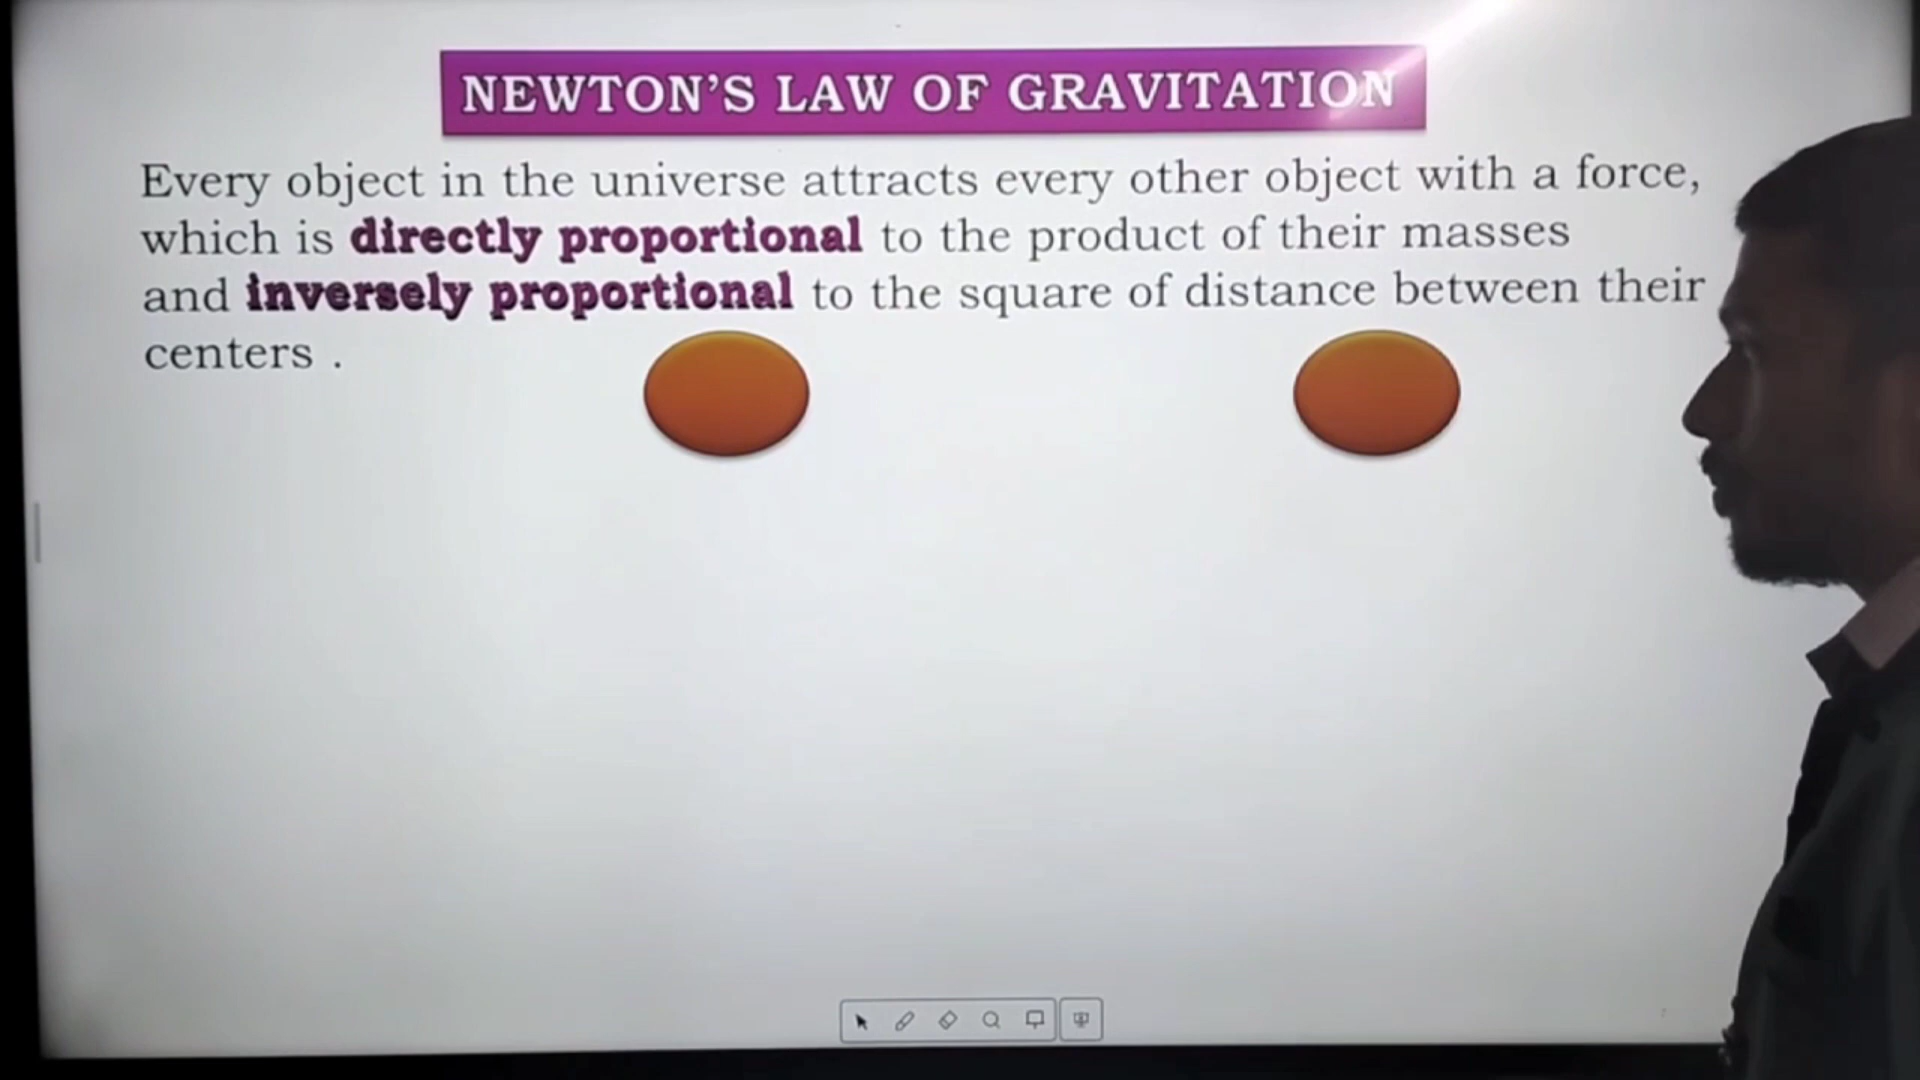 NEWTON'S LAW OF GRAVITATION
Every object in the universe attracts every other object with a force,
which is directly proportional to the product of their masses
and inversely proportional to the square of distance between their
centers .